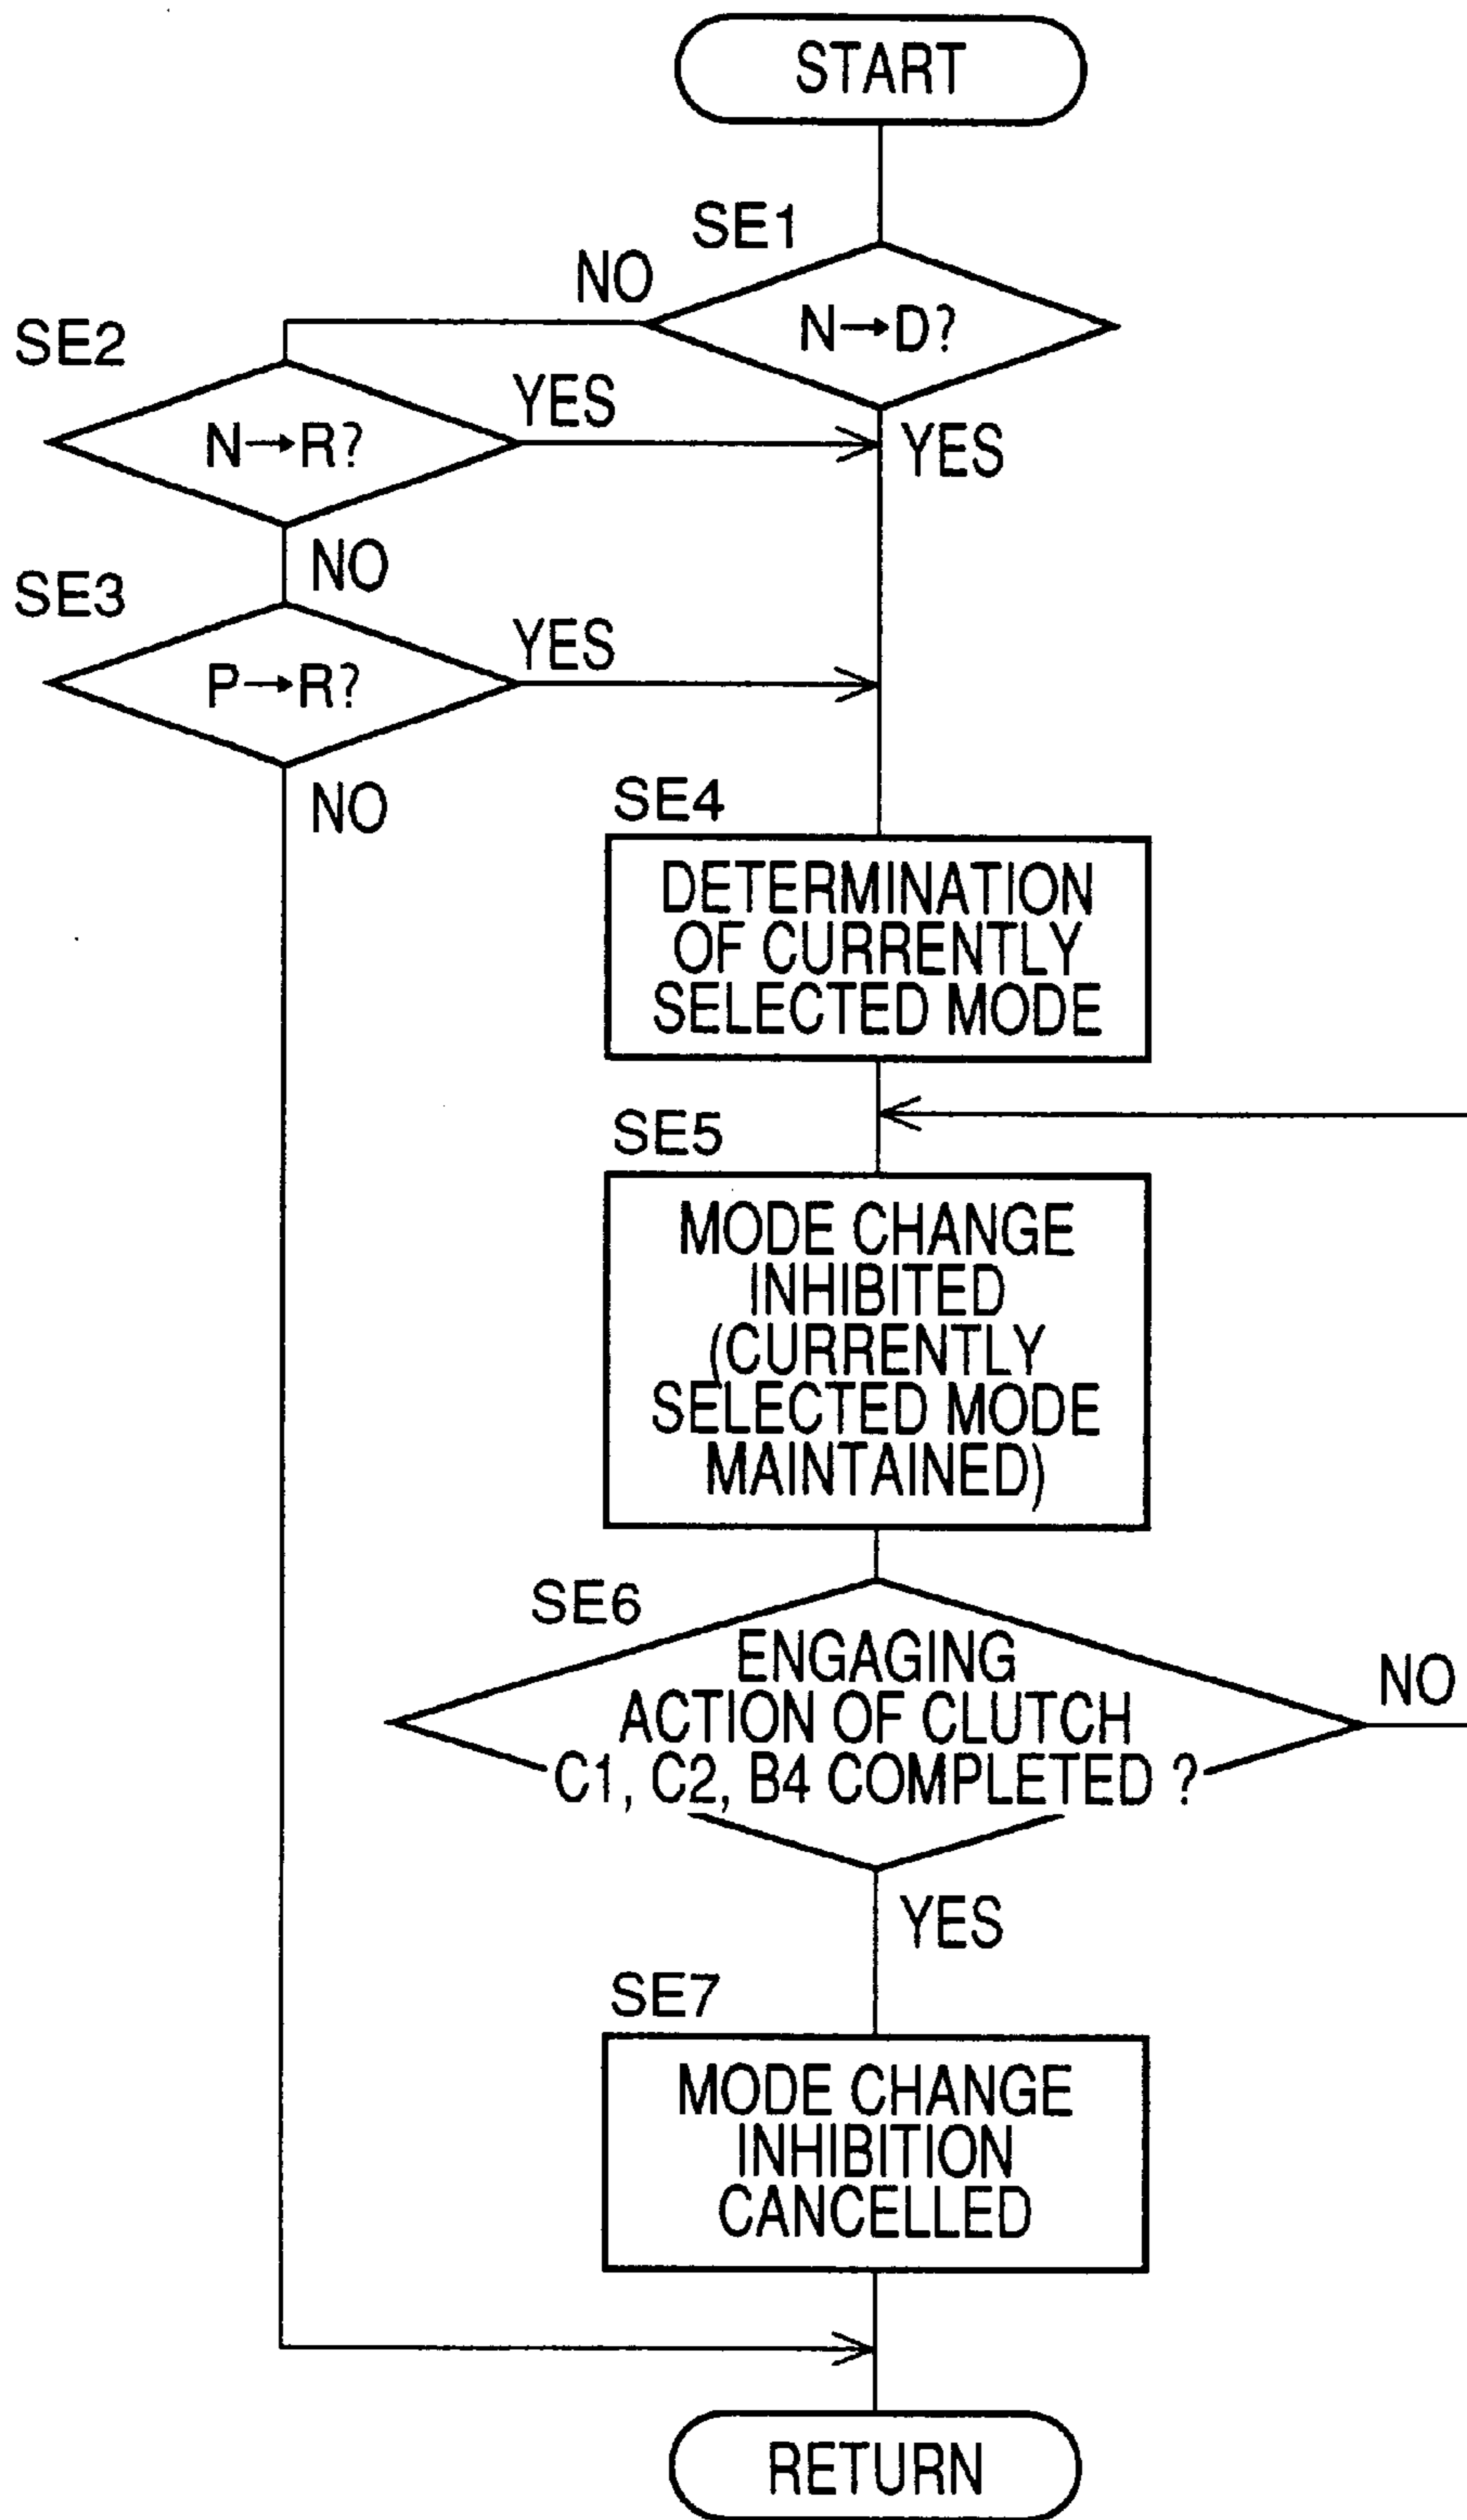 START
SE1
NO
N→D?
SE2
YES
N→R?
YES
NO
SE3
YES
P→R?
NO
SE4
DETERMINATION
OF CURRENTLY
SELECTED MODE
SE5
MODE CHANGE
INHIBITED
(CURRENTLY
SELECTED MODE
MAINTAINED)
SE6
ENGAGING
ACTION OF CLUTCH
C1, C2, B4 COMPLETED ?
NO
YES
SE7
MODE CHANGE
INHIBITION
CANCELLED
RETURN